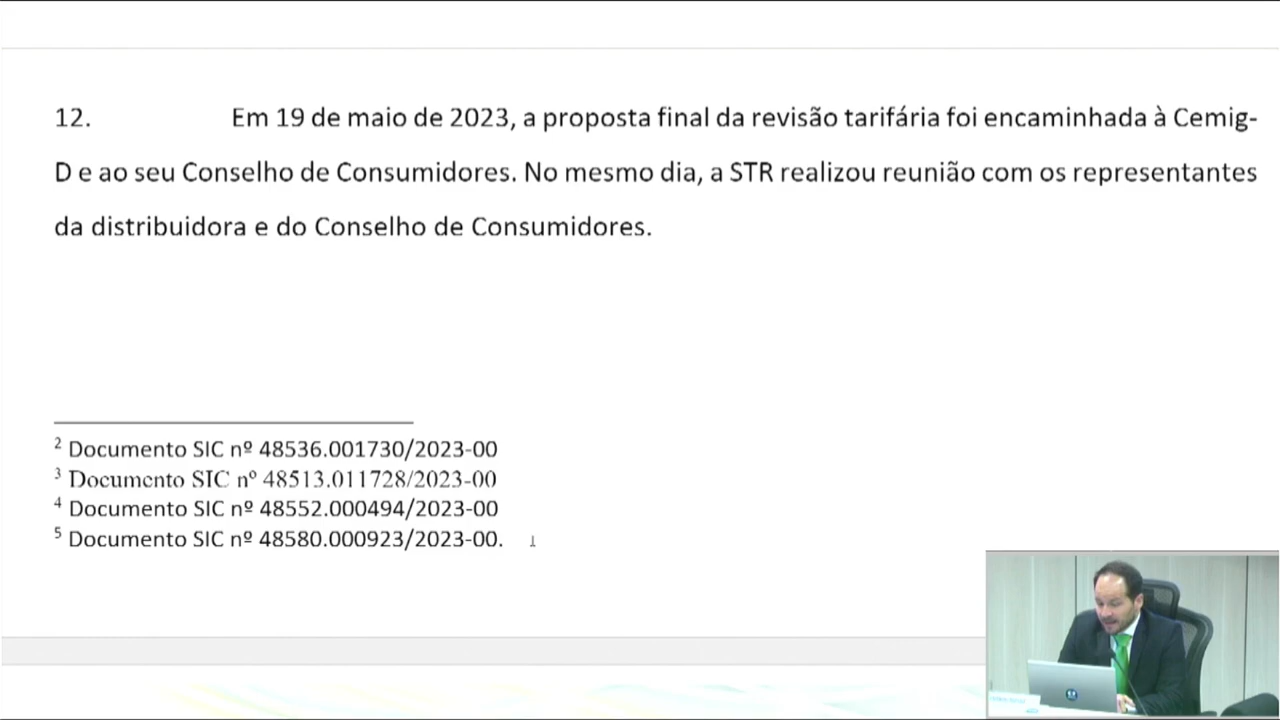 12. Em 19 de maio de 2023, a proposta final da revisão tarifária foi encaminhada à Cemig-
D e ao seu Conselho de Consumidores. No mesmo dia, a STR realizou reunião com os representantes
da distribuidora e do Conselho de Consumidores.
2 Documento SIC nº 48536.001730/2023-00
3 Documento SIC nº 48513.011728/2023-00
4 Documento SIC nº 48552.000494/2023-00
5 Documento SIC nº 48580.000923/2023-00.